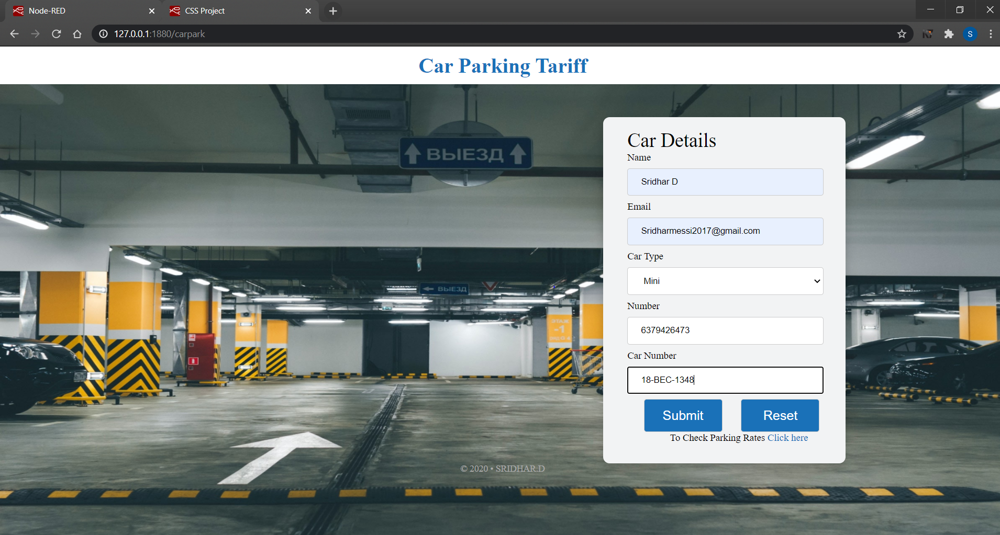 Node-RED
CSS Project
127.0.0.1:1880/carpark
S
Car Parking Tariff
ВЫЕЗД
ВЫЕЗД
ЭТАЖ
-1
Car Details
Name
Sridhar D
Email
Sridharmessi2017@gmail.com
Car Type
Mini
Number
6379426473
Car Number
18-BEC-1348
Submit Reset
To Check Parking Rates Click here
© 2020 • SRIDHAR.D